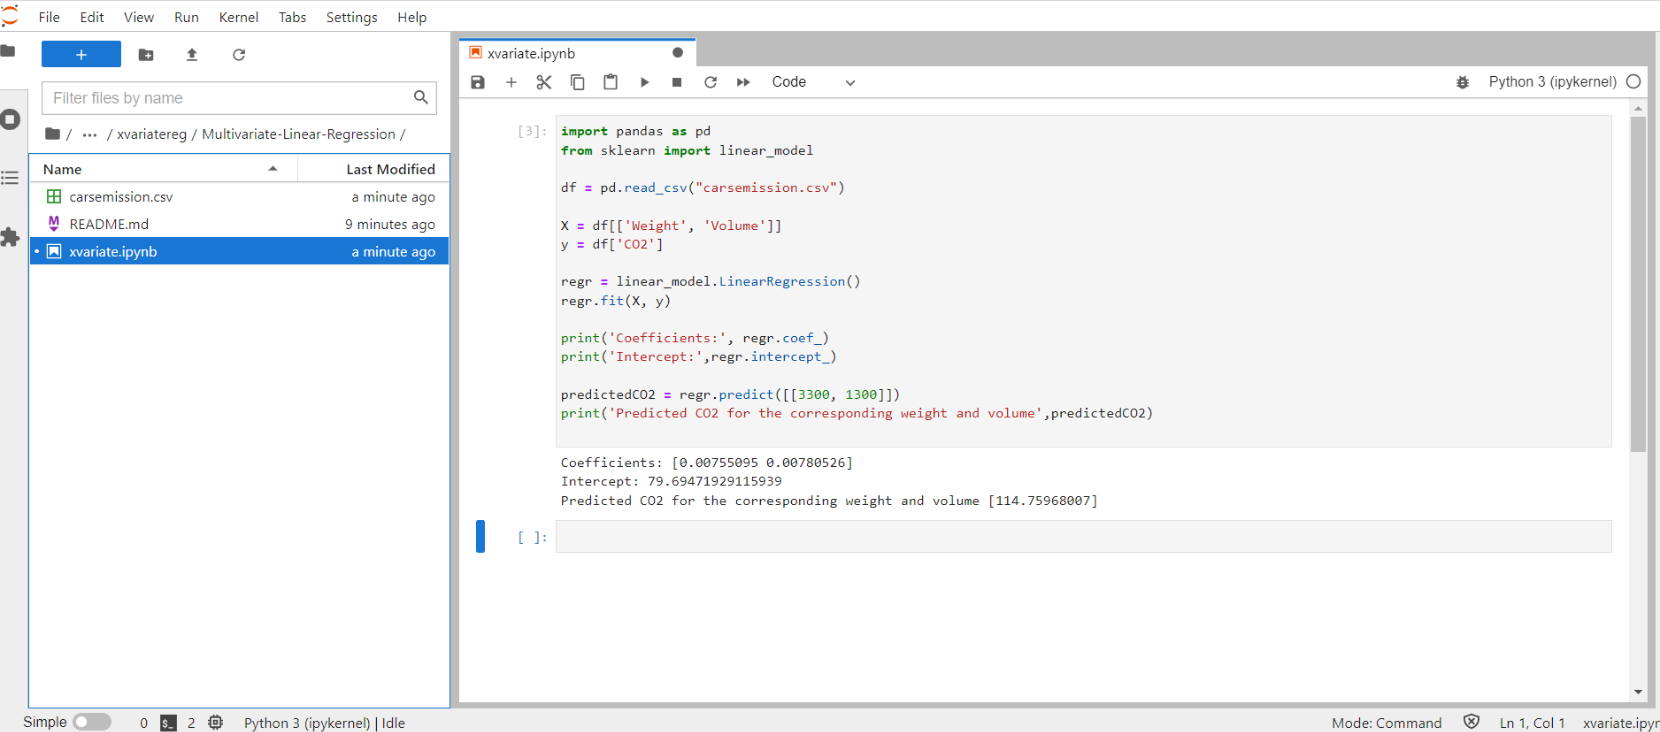 File Edit View Run Kernel Tabs Settings Help
+
Filter files by name
/ ... / xvariatereg / Multivariate-Linear-Regression /
Name Last Modified
carsemission.csv a minute ago
README.md 9 minutes ago
xvariate.ipynb a minute ago
xvariate.ipynb
Code
Python 3 (ipykernel)
[3]:
import pandas as pd
from sklearn import linear_model
df = pd.read_csv("carsemission.csv")
X = df[['Weight', 'Volume']]
y = df['CO2']
regr = linear_model.LinearRegression()
regr.fit(X, y)
print('Coefficients:', regr.coef_)
print('Intercept:',regr.intercept_)
predictedCO2 = regr.predict([[3300, 1300]])
print('Predicted CO2 for the corresponding weight and volume',predictedCO2)
Coefficients: [0.00755095 0.00780526]
Intercept: 79.69471929115939
Predicted CO2 for the corresponding weight and volume [114.75968007]
[ ]:
Simple 0 $_ 2 Python 3 (ipykernel) | Idle Mode: Command Ln 1, Col 1 xvariate.ipyn